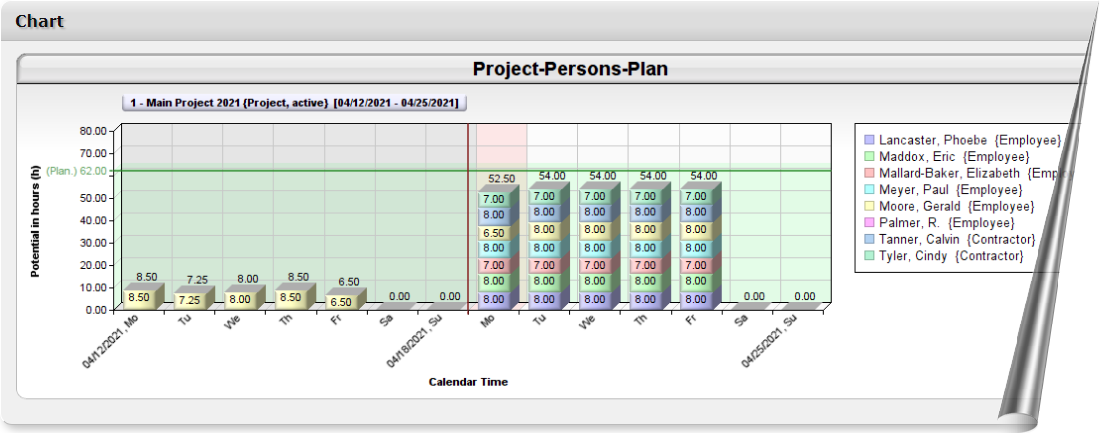 Chart
Project-Persons-Plan
1 - Main Project 2021 {Project, active} [04/12/2021 - 04/25/2021]
80.00
70.00
(Plan.) 62.00
50.00
40.00
30.00
20.00
10.00
0.00
Potential in hours (h)
8.50 7.25 8.00 8.50 6.50 0.00 0.00 52.50 54.00 54.00 54.00 54.00 0.00 0.00
7.00 7.00 7.00 7.00 7.00
8.00 8.00 8.00 8.00 8.00
6.50 8.00 8.00 8.00 8.00
8.00 8.00 8.00 8.00 8.00
7.00 7.00 7.00 7.00 7.00
8.00 8.00 8.00 8.00 8.00
8.50 7.25 8.00 8.50 6.50 8.00 8.00 8.00 8.00 8.00
04/12/2021, Mo Tu We Th Fr Sa 04/18/2021, Su Mo Tu We Th Fr Sa 04/25/2021, Su
Calendar Time
Lancaster, Phoebe {Employee}
Maddox, Eric {Employee}
Mallard-Baker, Elizabeth {Emp
Meyer, Paul {Employee}
Moore, Gerald {Employee}
Palmer, R. {Employee}
Tanner, Calvin {Contractor}
Tyler, Cindy {Contractor}